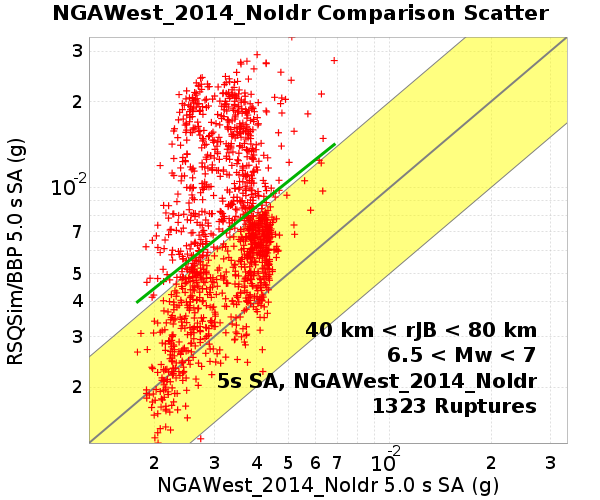 NGAWest_2014_NoIdr Comparison Scatter
RSQSim/BBP 5.0 s SA (g)
3
2
10-2
7
5
4
3
2
40 km < rJB < 80 km
6.5 < Mw < 7
5s SA, NGAWest_2014_NoIdr
1323 Ruptures
2 3 4 5 6 7 10-2 2 3
NGAWest_2014_NoIdr 5.0 s SA (g)